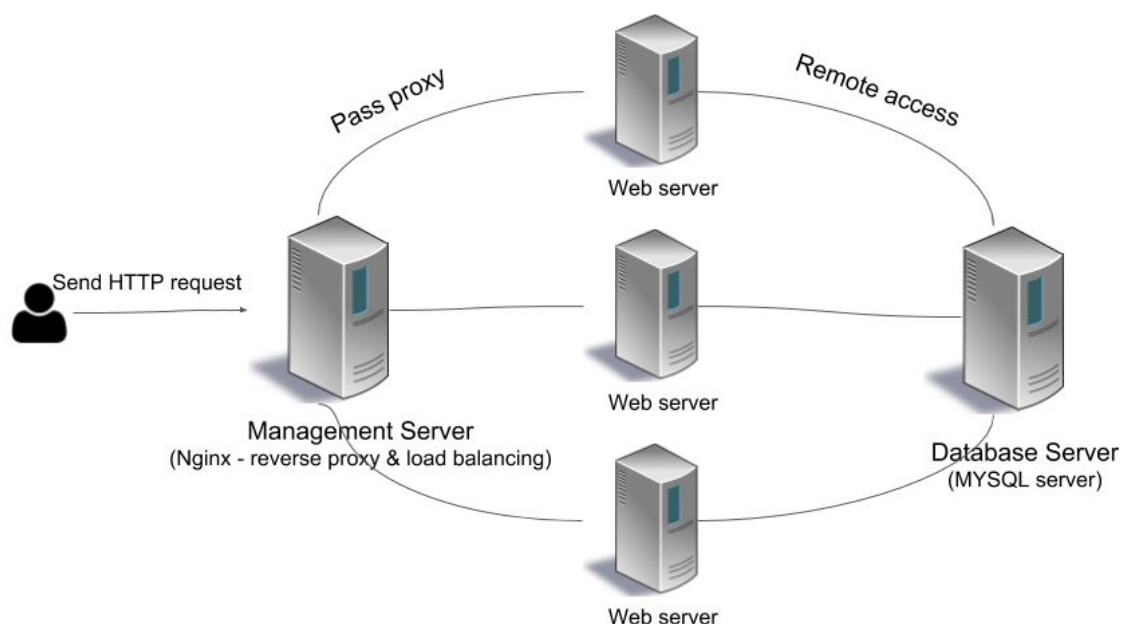 Pass proxy
Remote access
Web server
Send HTTP request
Web server
Management Server
(Nginx - reverse proxy & load balancing)
Database Server
(MYSQL server)
Web server